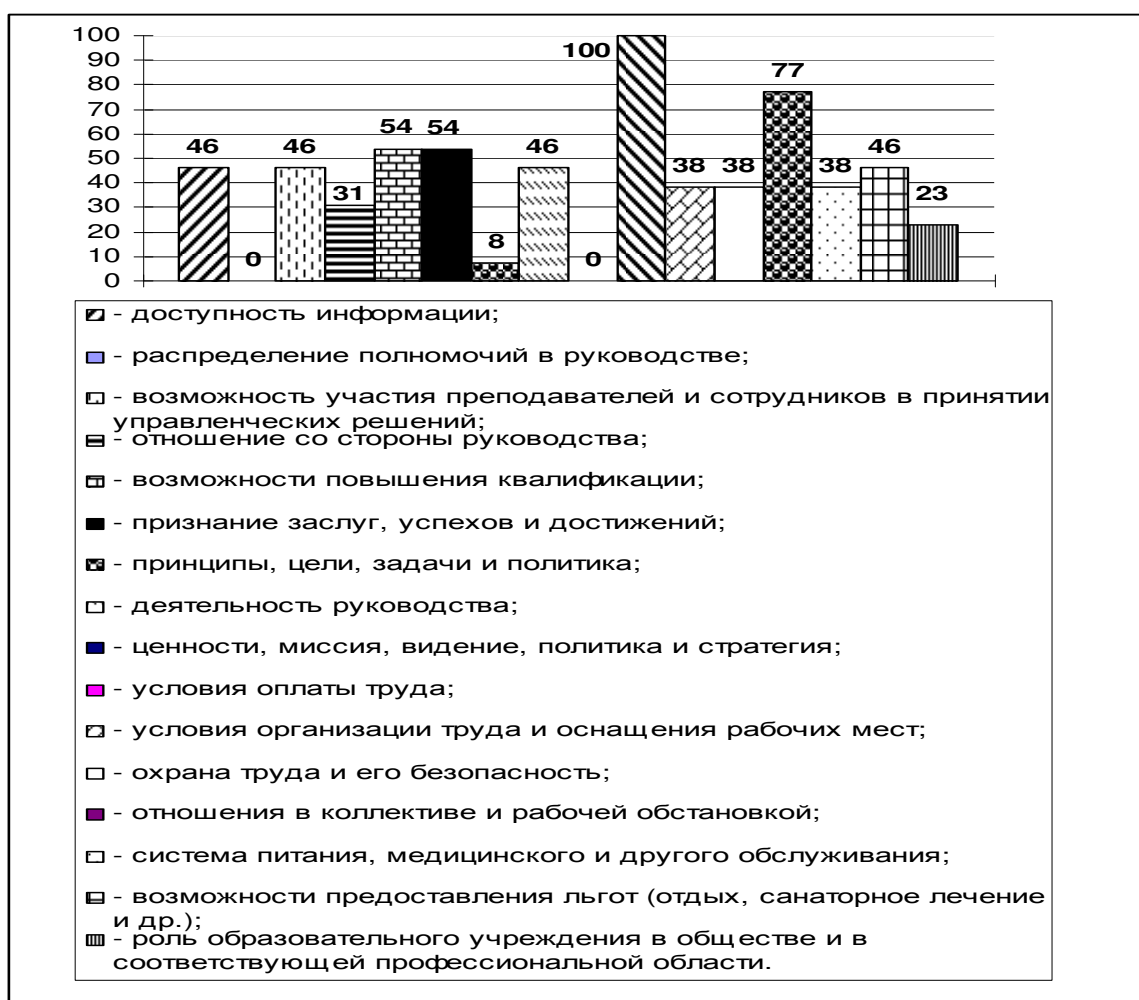 100
90
80
70
60
50
40
30
20
10
0
46
0
46
31
54
54
8
46
0
100
38
38
77
38
46
23
- доступность информации;
- распределение полномочий в руководстве;
- возможность участия преподавателей и сотрудников в принятии
управленческих решений;
- отношение со стороны руководства;
- возможности повышения квалификации;
- признание заслуг, успехов и достижений;
- принципы, цели, задачи и политика;
- деятельность руководства;
- ценности, миссия, видение, политика и стратегия;
- условия оплаты труда;
- условия организации труда и оснащения рабочих мест;
- охрана труда и его безопасность;
- отношения в коллективе и рабочей обстановкой;
- система питания, медицинского и другого обслуживания;
- возможности предоставления льгот (отдых, санаторное лечение
и др.);
- роль образовательного учреждения в обществе и в
соответствующей профессиональной области.